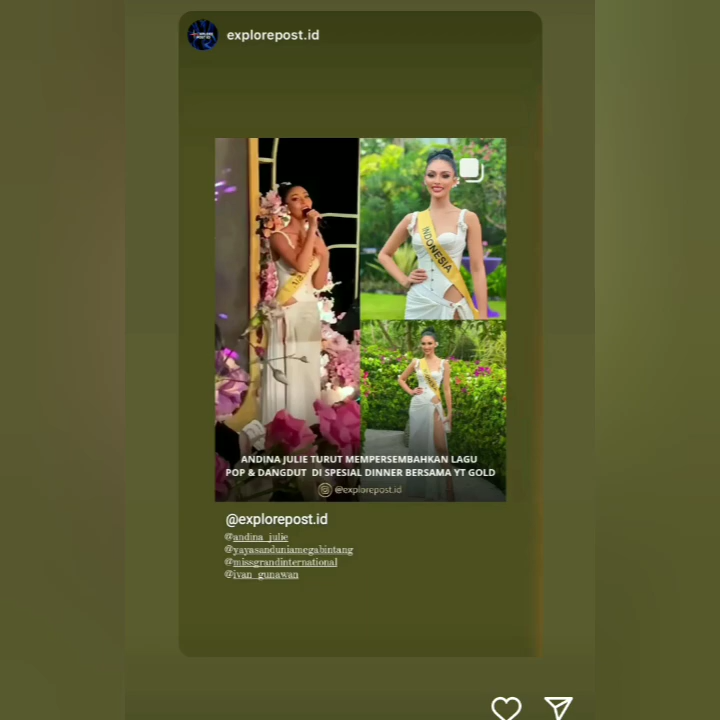 explorepost.id
INDONESIA
ANDINA JULIE TURUT MEMPERSEMBAHKAN LAGU
POP & DANGDUT DI SPESIAL DINNER BERSAMA YT GOLD
@explorepost.id
@explorepost.id
@andina_julie
@yayasanduniamegabintang
@missgrandinternational
@ivan_gunawan